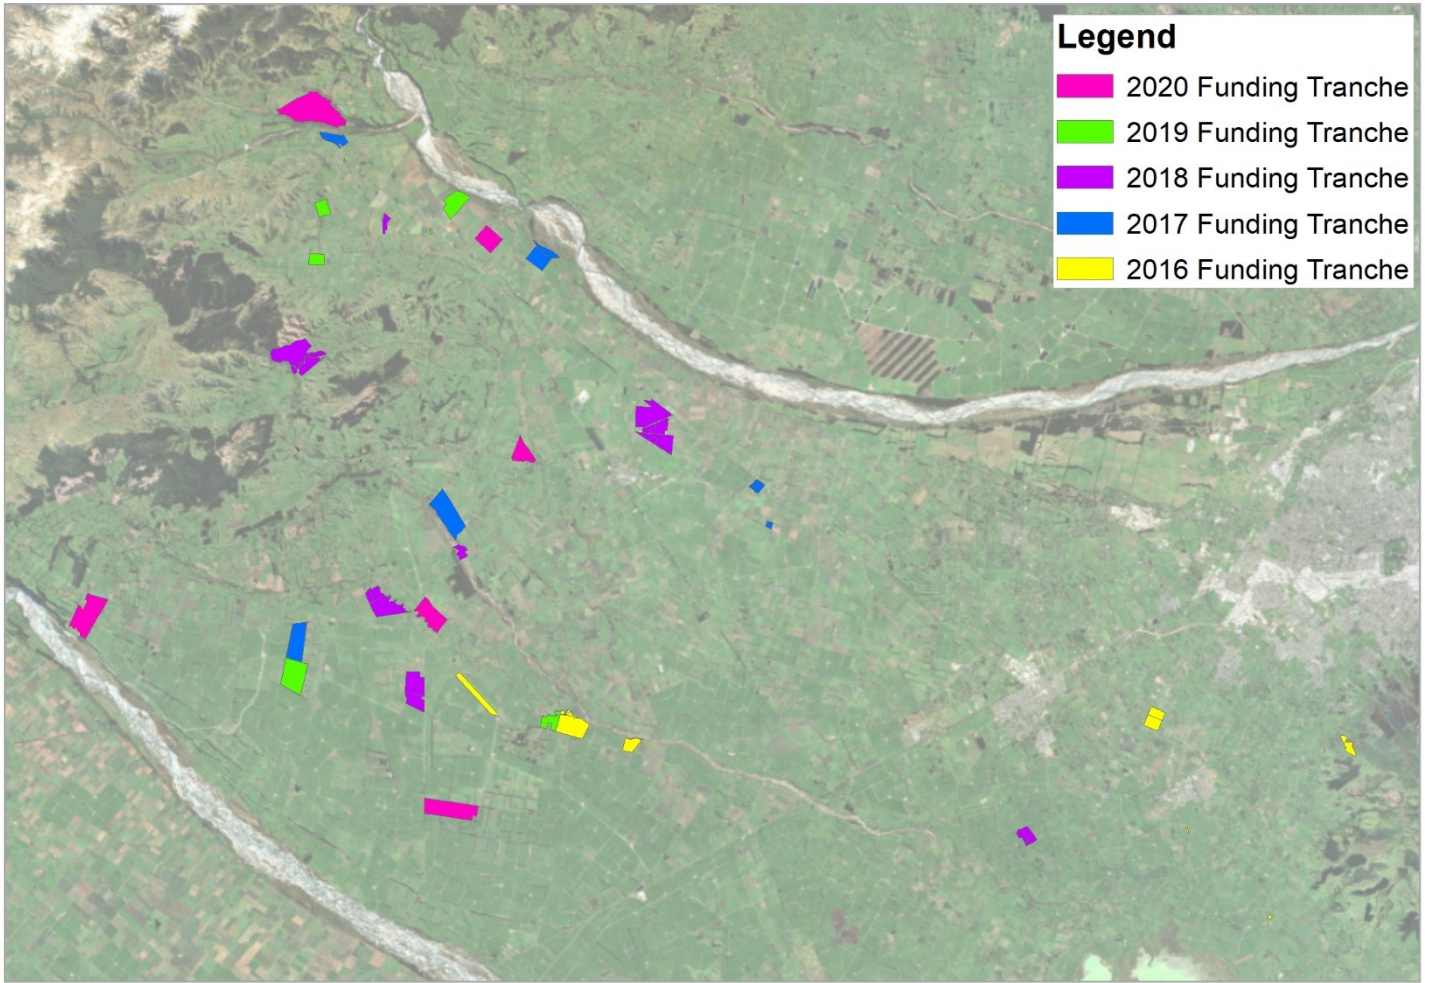 Legend
2020 Funding Tranche
2019 Funding Tranche
2018 Funding Tranche
2017 Funding Tranche
2016 Funding Tranche